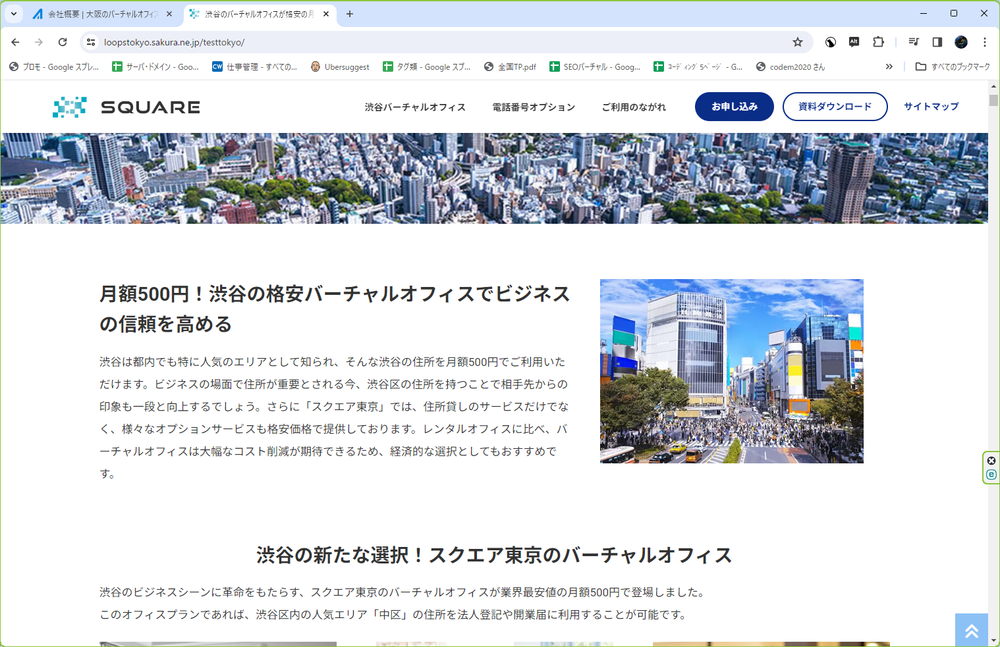 会社概要 | 大阪のバーチャルオフィス
渋谷のバーチャルオフィスが格安の月
loopstokyo.sakura.ne.jp/testtokyo/
Alt
プロモ - Google スプレ...
サーバ・ドメイン - Goo...
CW 仕事管理 - すべての...
Ubersuggest
タグ類 - Google スプ...
全国TP.pdf
SEOバーチャル - Goog...
ｺｰﾃﾞｨﾝｸﾞ5ﾍﾟｰｼﾞ - G...
codem2020 さん
すべてのブックマーク
SQUARE
渋谷バーチャルオフィス
電話番号オプション
ご利用のながれ
お申し込み
資料ダウンロード
サイトマップ
月額500円！渋谷の格安バーチャルオフィスでビジネス
の信頼を高める
渋谷は都内でも特に人気のエリアとして知られ、そんな渋谷の住所を月額500円でご利用いた
だけます。ビジネスの場面で住所が重要とされる今、渋谷区の住所を持つことで相手先からの
印象も一段と向上するでしょう。さらに「スクエア東京」では、住所貸しのサービスだけでな
く、様々なオプションサービスも格安価格で提供しております。レンタルオフィスに比べ、バ
ーチャルオフィスは大幅なコスト削減が期待できるため、経済的な選択としてもおすすめで
す。
渋谷の新たな選択！スクエア東京のバーチャルオフィス
渋谷のビジネスシーンに革命をもたらす、スクエア東京のバーチャルオフィスが業界最安値の月額500円で登場しました。
このオフィスプランであれば、渋谷区内の人気エリア「中区」の住所を法人登記や開業届に利用することが可能です。